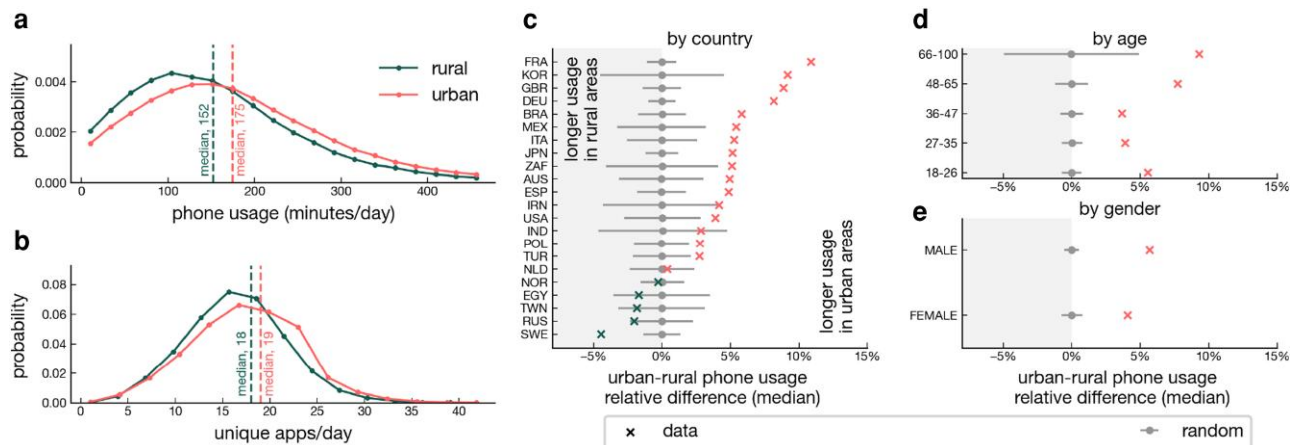 a
probability
0.004
0.002
0.000
rural
urban
median, 152
median, 175
0 100 200 300 400
phone usage (minutes/day)
b
probability
0.08
0.06
0.04
0.02
0.00
median, 18
median, 19
0 5 10 15 20 25 30 35 40
unique apps/day
c
by country
longer usage
in rural areas
FRA
KOR
GBR
DEU
BRA
MEX
ITA
JPN
ZAF
AUS
ESP
IRN
USA
IND
POL
TUR
NLD
NOR
EGY
TWN
RUS
SWE
longer usage
in urban areas
−5% 0% 5% 10% 15%
urban-rural phone usage
relative difference (median)
d
by age
66-100
48-65
36-47
27-35
18-26
−5% 0% 5% 10% 15%
e
by gender
MALE
FEMALE
−5% 0% 5% 10% 15%
urban-rural phone usage
relative difference (median)
data
random